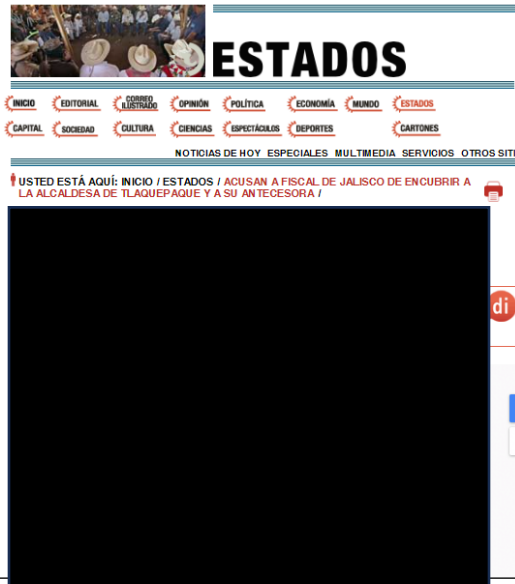 ESTADOS
INICIO EDITORIAL CORREO ILUSTRADO OPINIÓN POLÍTICA ECONOMÍA MUNDO ESTADOS
CAPITAL SOCIEDAD CULTURA CIENCIAS ESPECTÁCULOS DEPORTES CARTONES
NOTICIAS DE HOY ESPECIALES MULTIMEDIA SERVICIOS OTROS SITI
USTED ESTÁ AQUÍ: INICIO / ESTADOS / ACUSAN A FISCAL DE JALISCO DE ENCUBRIR A
LA ALCALDESA DE TLAQUEPAQUE Y A SU ANTECESORA /
di